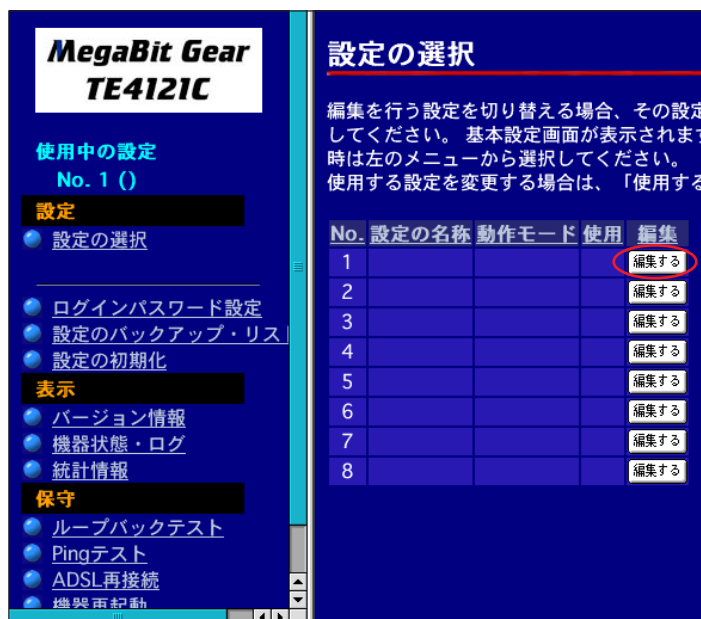 MegaBit Gear
TE4121C
使用中の設定
No. 1 ()
設定
設定の選択
ログインパスワード設定
設定のバックアップ・リス
設定の初期化
表示
バージョン情報
機器状態・ログ
統計情報
保守
ループバックテスト
Pingテスト
ADSL再接続
機器再起動
設定の選択
編集を行う設定を切り替える場合、その設定
してください。 基本設定画面が表示されます
時は左のメニューから選択してください。
使用する設定を変更する場合は、「使用する
No. 設定の名称 動作モード 使用 編集
1 編集する
2 編集する
3 編集する
4 編集する
5 編集する
6 編集する
7 編集する
8 編集する